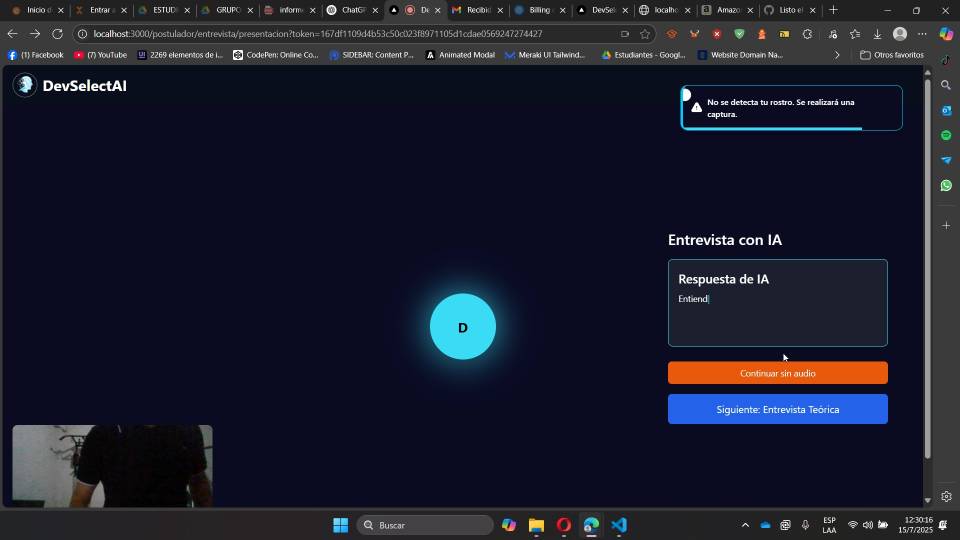 Inicio d
Entrar a
ESTUDI
GRUPO
inform
ChatGP
De
Recibid
Billing
DevSel
localho
Amazo
Listo el
localhost:3000/postulador/entrevista/presentacion?token=167df1109d4b53c50c023f8971105d1cdae0569247274427
(1) Facebook
(7) YouTube
2269 elementos de i...
CodePen: Online Co...
SIDEBAR: Content P...
Animated Modal
Meraki UI Tailwind...
Estudiantes - Googl...
Website Domain Na...
Otros favoritos
DevSelectAI
No se detecta tu rostro. Se realizará una
captura.
Entrevista con IA
Respuesta de IA
Entiend
D
Continuar sin audio
Siguiente: Entrevista Teórica
Buscar
ESP
LAA
12:30:16
15/7/2025